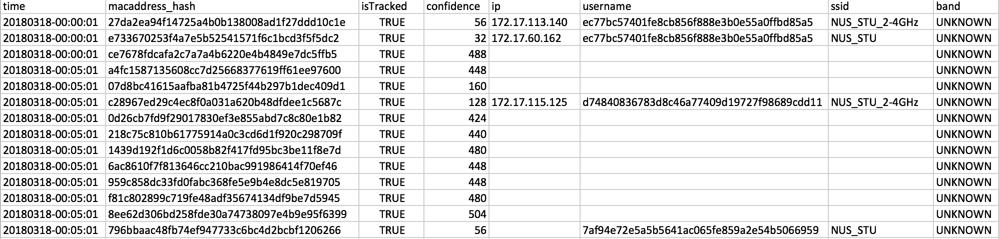 time macaddress_hash isTracked confidence ip username ssid band
20180318-00:00:01 27da2ea94f14725a4b0b138008ad1f27ddd10c1e TRUE 56 172.17.113.140 ec77bc57401fe8cb856f888e3b0e55a0ffbd85a5 NUS_STU_2-4GHz UNKNOWN
20180318-00:00:01 e733670253f4a7e5b52541571f6c1bcd3f5f5dc2 TRUE 32 172.17.60.162 ec77bc57401fe8cb856f888e3b0e55a0ffbd85a5 NUS_STU UNKNOWN
20180318-00:00:01 ce7678fdcafa2c7a7a4b6220e4b4849e7dc5ffb5 TRUE 488 UNKNOWN
20180318-00:05:01 a4fc1587135608cc7d25668377619ff61ee97600 TRUE 448 UNKNOWN
20180318-00:05:01 07d8bc41615aafba81b4725f44b297b1dec409d1 TRUE 160 UNKNOWN
20180318-00:05:01 c28967ed29c4ec8f0a031a620b48dfdee1c5687c TRUE 128 172.17.115.125 d74840836783d8c46a77409d19727f98689cdd11 NUS_STU_2-4GHz UNKNOWN
20180318-00:05:01 0d26cb7fd9f29017830ef3e855abd7c8c80e1b82 TRUE 424 UNKNOWN
20180318-00:05:01 218c75c810b61775914a0c3cd6d1f920c298709f TRUE 440 UNKNOWN
20180318-00:05:01 1439d192f1d6c0058b82f417fd95bc3be11f8e7d TRUE 480 UNKNOWN
20180318-00:05:01 6ac8610f7f813646cc210bac991986414f70ef46 TRUE 448 UNKNOWN
20180318-00:05:01 959c858dc33fd0fabc368fe5e9b4e8dc5e819705 TRUE 448 UNKNOWN
20180318-00:05:01 f81c802899c719fe48adf35674134df9be7d5945 TRUE 480 UNKNOWN
20180318-00:05:01 8ee62d306bd258fde30a74738097e4b9e95f6399 TRUE 504 UNKNOWN
20180318-00:05:01 796bbaac48fb74ef947733c6bc4d2bcbf1206266 TRUE 56 7af94e72e5a5b5641ac065fe859a2e54b5066959 NUS_STU UNKNOWN